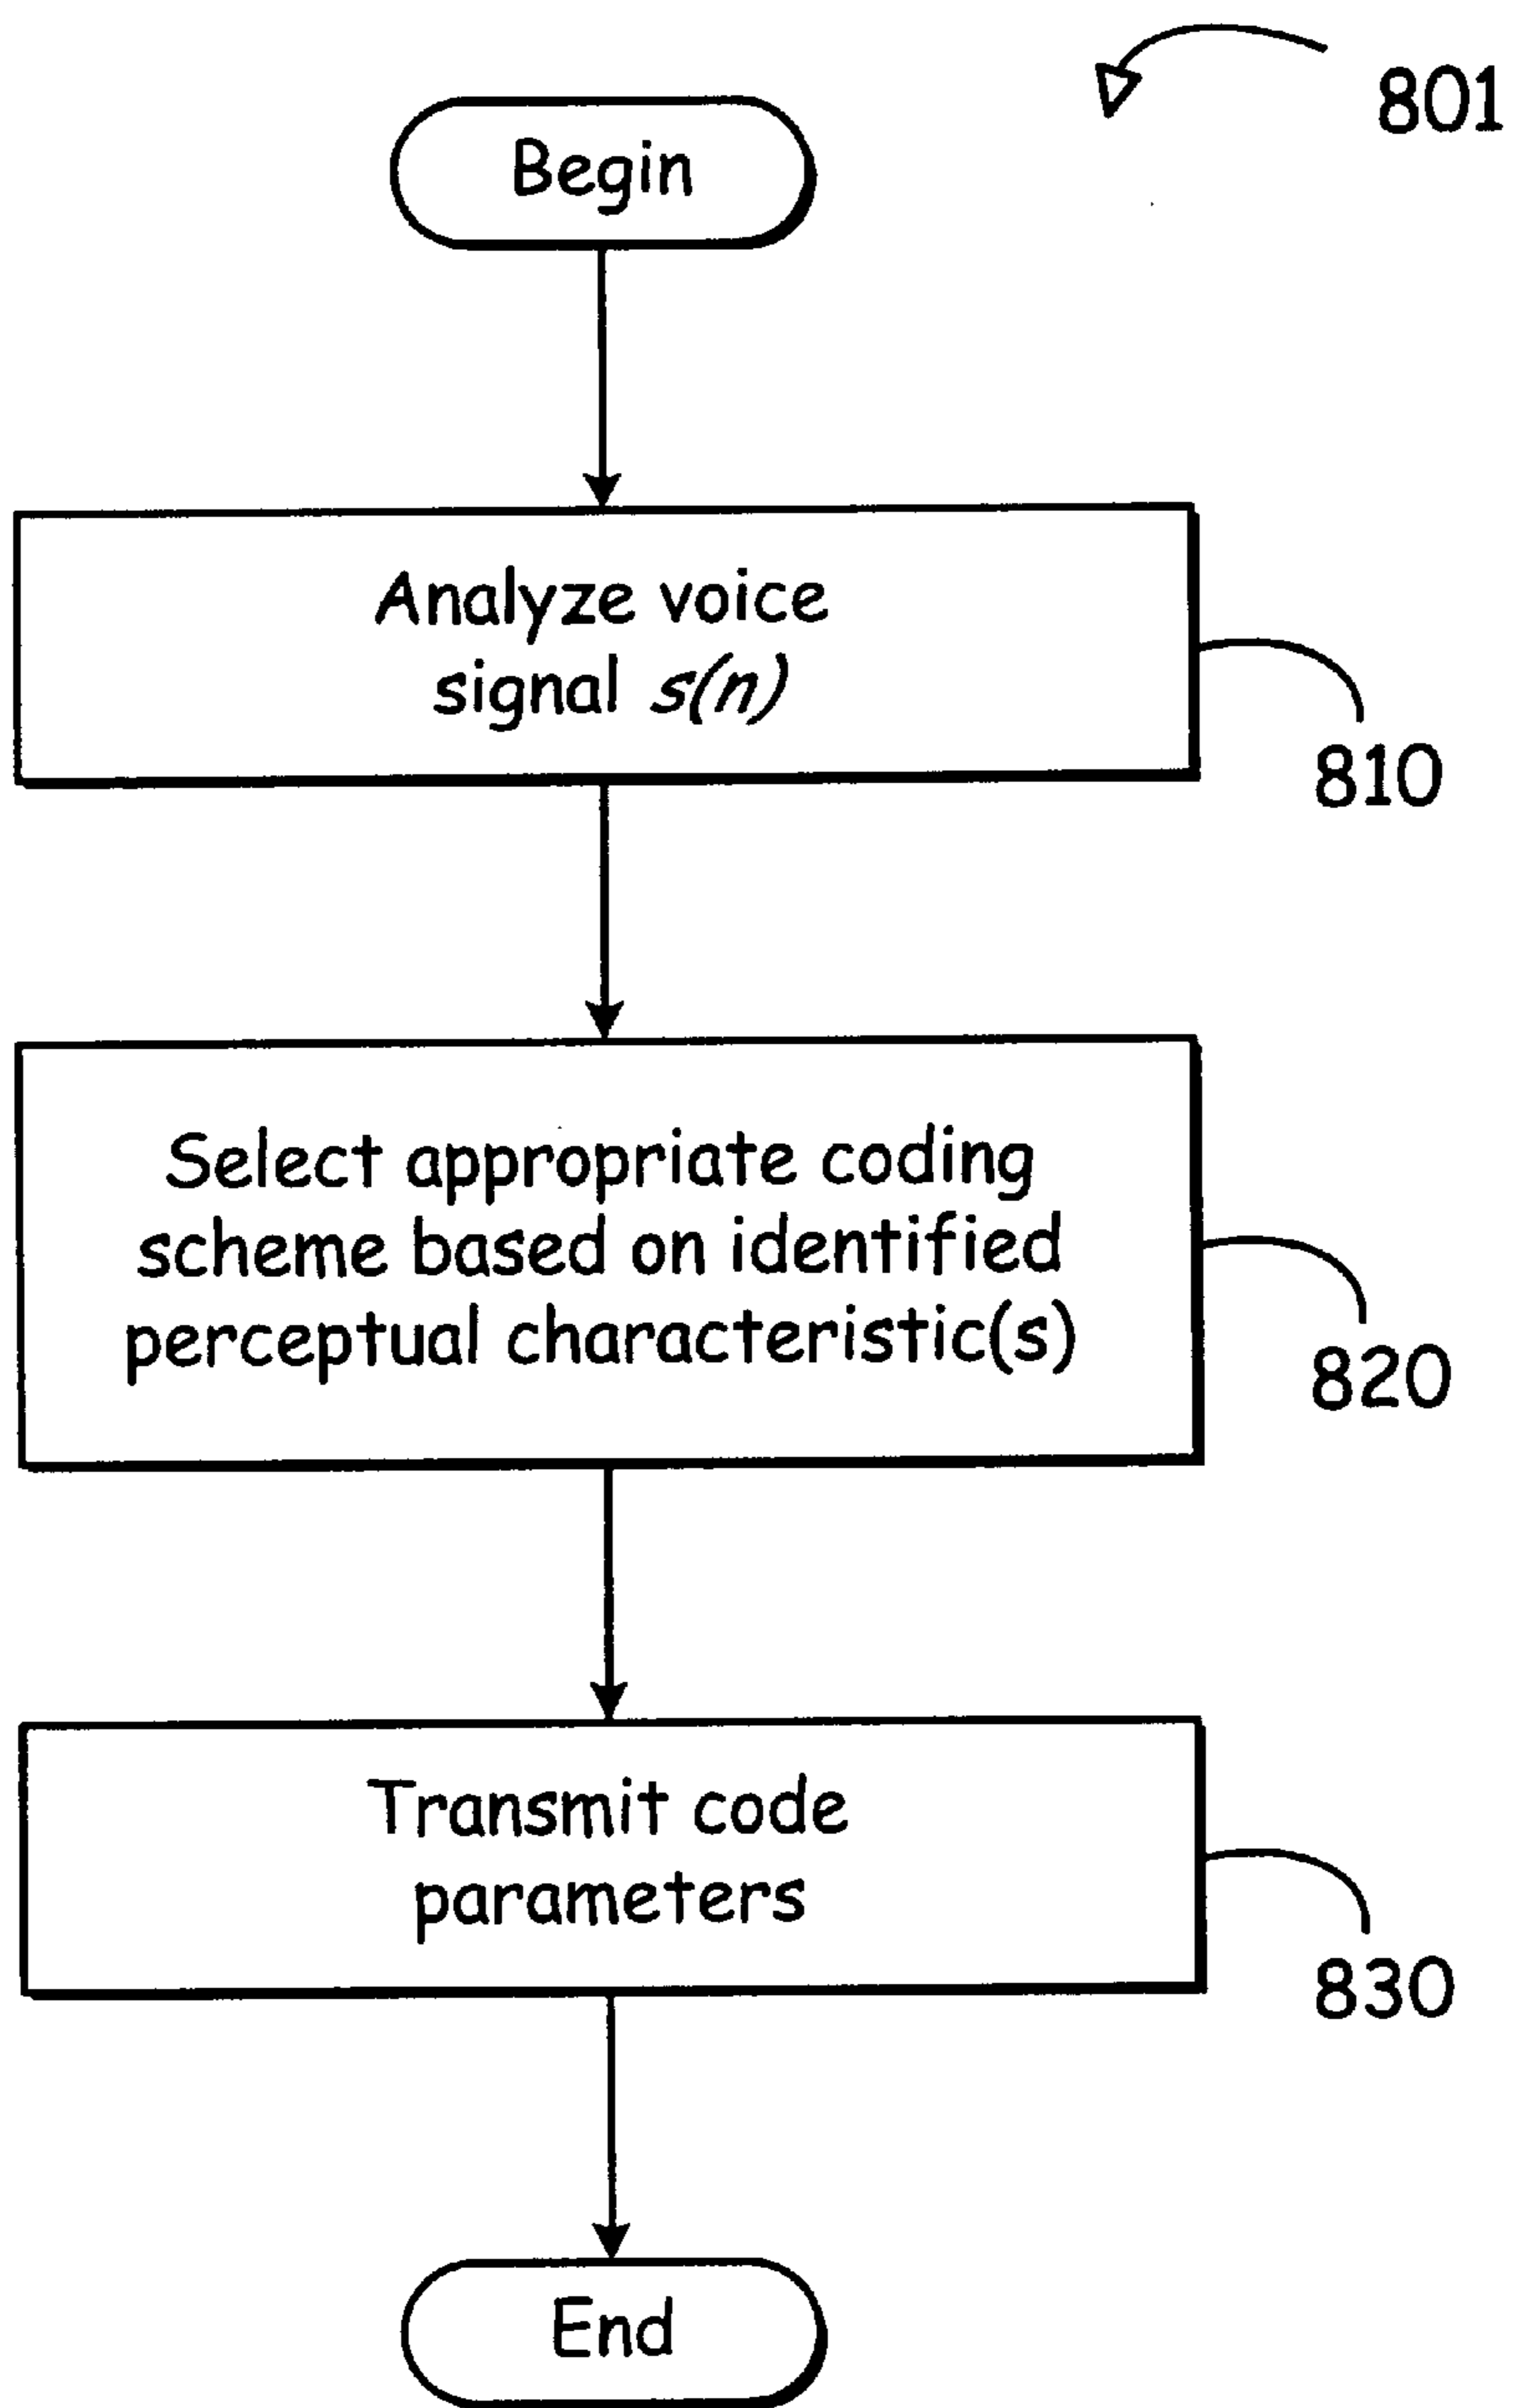 801
Begin
Analyze voice
signal s(n)
810
Select appropriate coding
scheme based on identified
perceptual characteristic(s)
820
Transmit code
parameters
830
End